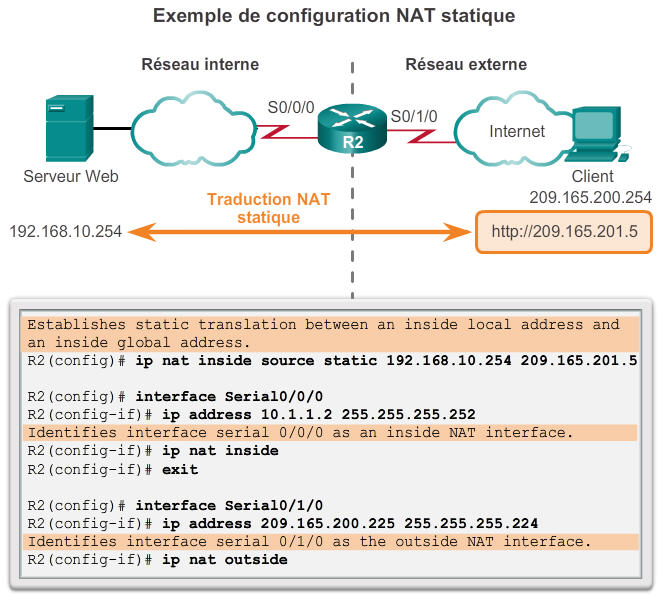 Exemple de configuration NAT statique
Réseau interne
Réseau externe
S0/0/0
S0/1/0
R2
Internet
Serveur Web
Client
209.165.200.254
Traduction NAT
statique
192.168.10.254
http://209.165.201.5
Establishes static translation between an inside local address and
an inside global address.
R2(config)# ip nat inside source static 192.168.10.254 209.165.201.5
R2(config)# interface Serial0/0/0
R2(config-if)# ip address 10.1.1.2 255.255.255.252
Identifies interface serial 0/0/0 as an inside NAT interface.
R2(config-if)# ip nat inside
R2(config-if)# exit
R2(config)# interface Serial0/1/0
R2(config-if)# ip address 209.165.200.225 255.255.255.224
Identifies interface serial 0/1/0 as the outside NAT interface.
R2(config-if)# ip nat outside